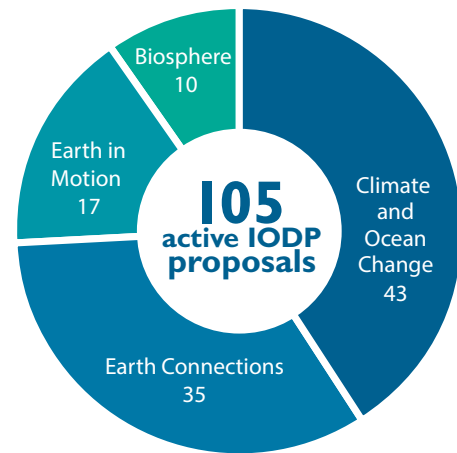 Biosphere
10
Earth in
Motion
17
105
active IODP
proposals
Climate
and
Ocean
Change
43
Earth Connections
35